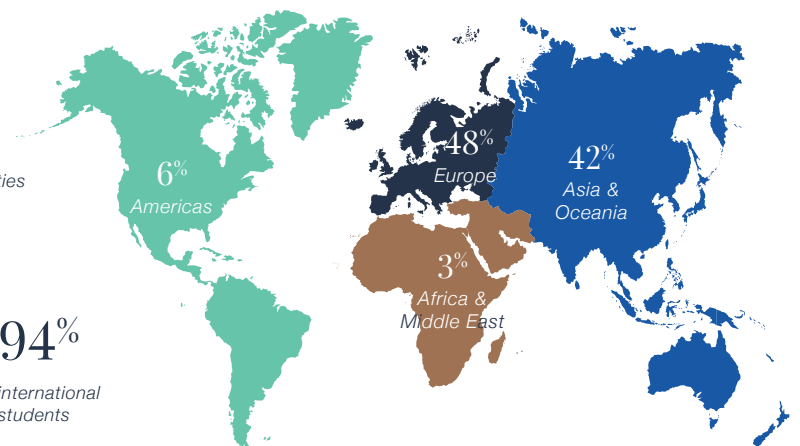 48%
Europe
42%
Asia &
Oceania
6%
Americas
3%
Africa &
Middle East
94%
international
students